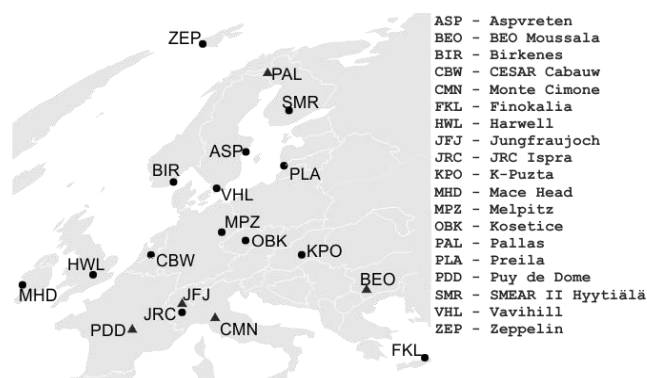 ZEP
PAL
SMR
ASP
PLA
BIR
VHL
MPZ
OBK
KPO
CBW
HWL
MHD
BEO
JFJ
JRC
PDD
CMN
FKL
ASP - Aspvreten
BEO - BEO Moussala
BIR - Birkenes
CBW - CESAR Cabauw
CMN - Monte Cimone
FKL - Finokalia
HWL - Harwell
JFJ - Jungfraujoch
JRC - JRC Ispra
KPO - K-Puzta
MHD - Mace Head
MPZ - Melpitz
OBK - Kosetice
PAL - Pallas
PLA - Preila
PDD - Puy de Dome
SMR - SMEAR II Hyytiälä
VHL - Vavihill
ZEP - Zeppelin